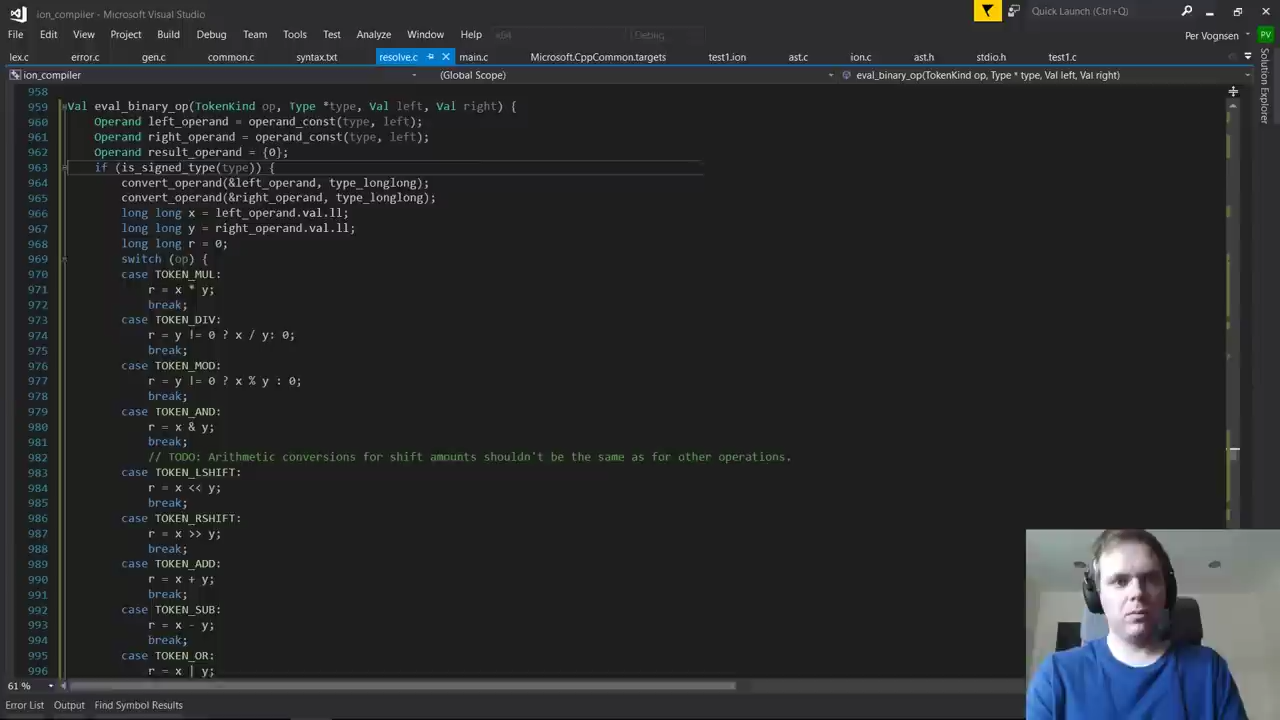 ion_compiler - Microsoft Visual Studio
Quick Launch (Ctrl+Q)
File Edit View Project Build Debug Team Tools Test Analyze Window Help
x64 Debug
Per Vognsen PV
lex.c error.c gen.c common.c syntax.txt resolve.c main.c Microsoft.CppCommon.targets test1.ion ast.c ion.c ast.h stdio.h test1.c
ion_compiler (Global Scope) eval_binary_op(TokenKind op, Type * type, Val left, Val right)
Solution Explorer
958
959 Val eval_binary_op(TokenKind op, Type *type, Val left, Val right) {
960 Operand left_operand = operand_const(type, left);
961 Operand right_operand = operand_const(type, left);
962 Operand result_operand = {0};
963 if (is_signed_type(type)) {
964 convert_operand(&left_operand, type_longlong);
965 convert_operand(&right_operand, type_longlong);
966 long long x = left_operand.val.ll;
967 long long y = right_operand.val.ll;
968 long long r = 0;
969 switch (op) {
970 case TOKEN_MUL:
971 r = x * y;
972 break;
973 case TOKEN_DIV:
974 r = y != 0 ? x / y: 0;
975 break;
976 case TOKEN_MOD:
977 r = y != 0 ? x % y : 0;
978 break;
979 case TOKEN_AND:
980 r = x & y;
981 break;
982 // TODO: Arithmetic conversions for shift amounts shouldn't be the same as for other operations.
983 case TOKEN_LSHIFT:
984 r = x << y;
985 break;
986 case TOKEN_RSHIFT:
987 r = x >> y;
988 break;
989 case TOKEN_ADD:
990 r = x + y;
991 break;
992 case TOKEN_SUB:
993 r = x - y;
994 break;
995 case TOKEN_OR:
996 r = x | y;
61 %
Error List Output Find Symbol Results